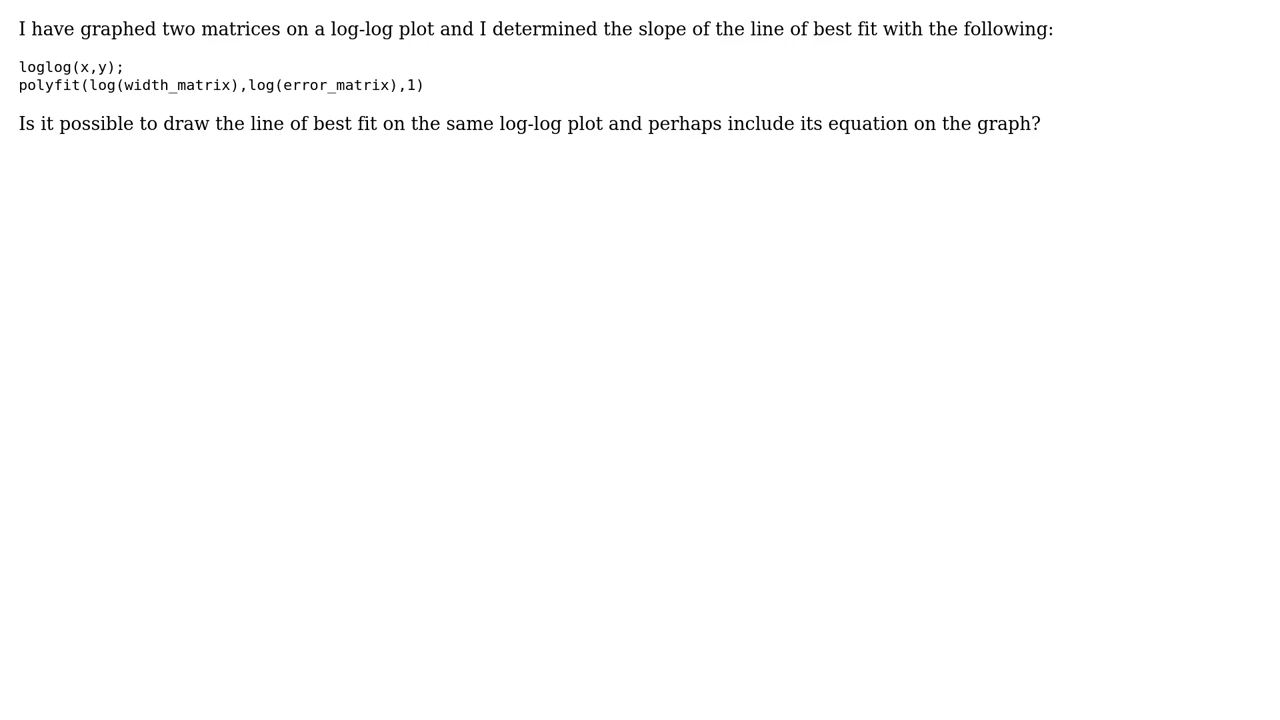 I have graphed two matrices on a log-log plot and I determined the slope of the line of best fit with the following:
loglog(x,y);
polyfit(log(width_matrix),log(error_matrix),1)
Is it possible to draw the line of best fit on the same log-log plot and perhaps include its equation on the graph?